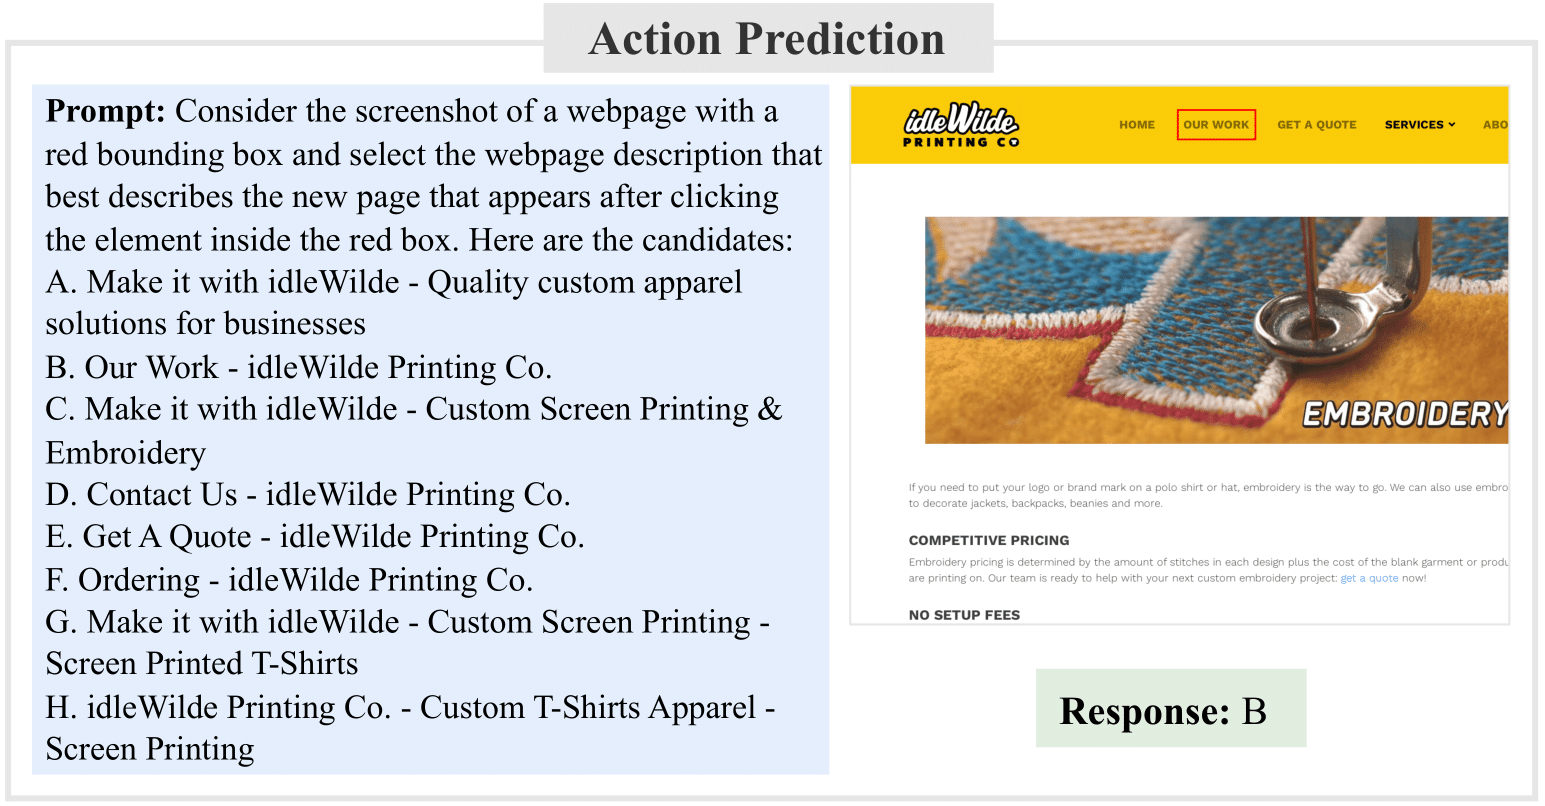 Action Prediction
Prompt: Consider the screenshot of a webpage with a
red bounding box and select the webpage description that
best describes the new page that appears after clicking
the element inside the red box. Here are the candidates:
A. Make it with idleWilde - Quality custom apparel
solutions for businesses
B. Our Work - idleWilde Printing Co.
C. Make it with idleWilde - Custom Screen Printing &
Embroidery
D. Contact Us - idleWilde Printing Co.
E. Get A Quote - idleWilde Printing Co.
F. Ordering - idleWilde Printing Co.
G. Make it with idleWilde - Custom Screen Printing -
Screen Printed T-Shirts
H. idleWilde Printing Co. - Custom T-Shirts Apparel -
Screen Printing
idleWilde
PRINTING CO
HOME OUR WORK GET A QUOTE SERVICES ABO
EMBROIDERY
If you need to put your logo or brand mark on a polo shirt or hat, embroidery is the way to go. We can also use embro
to decorate jackets, backpacks, beanies and more.
COMPETITIVE PRICING
Embroidery pricing is determined by the amount of stitches in each design plus the cost of the blank garment or produ
are printing on. Our team is ready to help with your next custom embroidery project: get a quote now!
NO SETUP FEES
Response: B